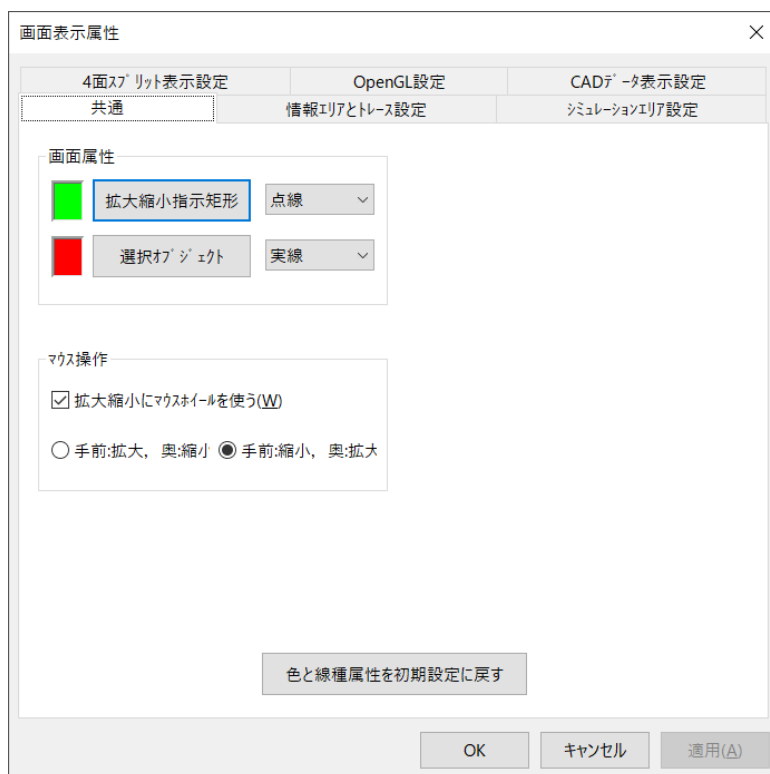 画面表示属性
4面ｽﾌﾟﾘｯﾄ表示設定 OpenGL設定 CADﾃﾞｰﾀ表示設定
共通 情報ｴﾘｱとﾄﾚｰｽ設定 ｼﾐｭﾚｰｼｮﾝｴﾘｱ設定
画面属性
拡大縮小指示矩形 点線
選択ｵﾌﾞｼﾞｪｸﾄ 実線
ﾏｳｽ操作
拡大縮小にﾏｳｽﾎｲｰﾙを使う(W)
手前:拡大，奥:縮小 手前:縮小，奥:拡大
色と線種属性を初期設定に戻す
OK キャンセル 適用(A)